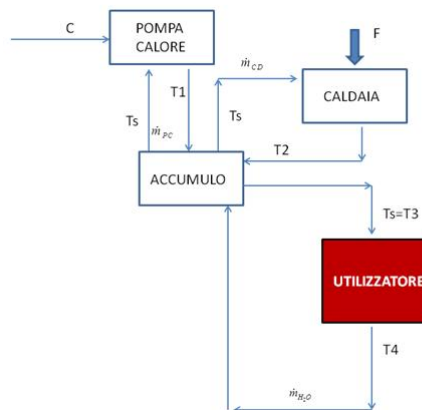 C
POMPA
CALORE
F
ṁ_CD
CALDAIA
Ts
T1
Ts
ṁ_PC
T2
ACCUMULO
Ts=T3
UTILIZZATORE
T4
ṁ_H₂O